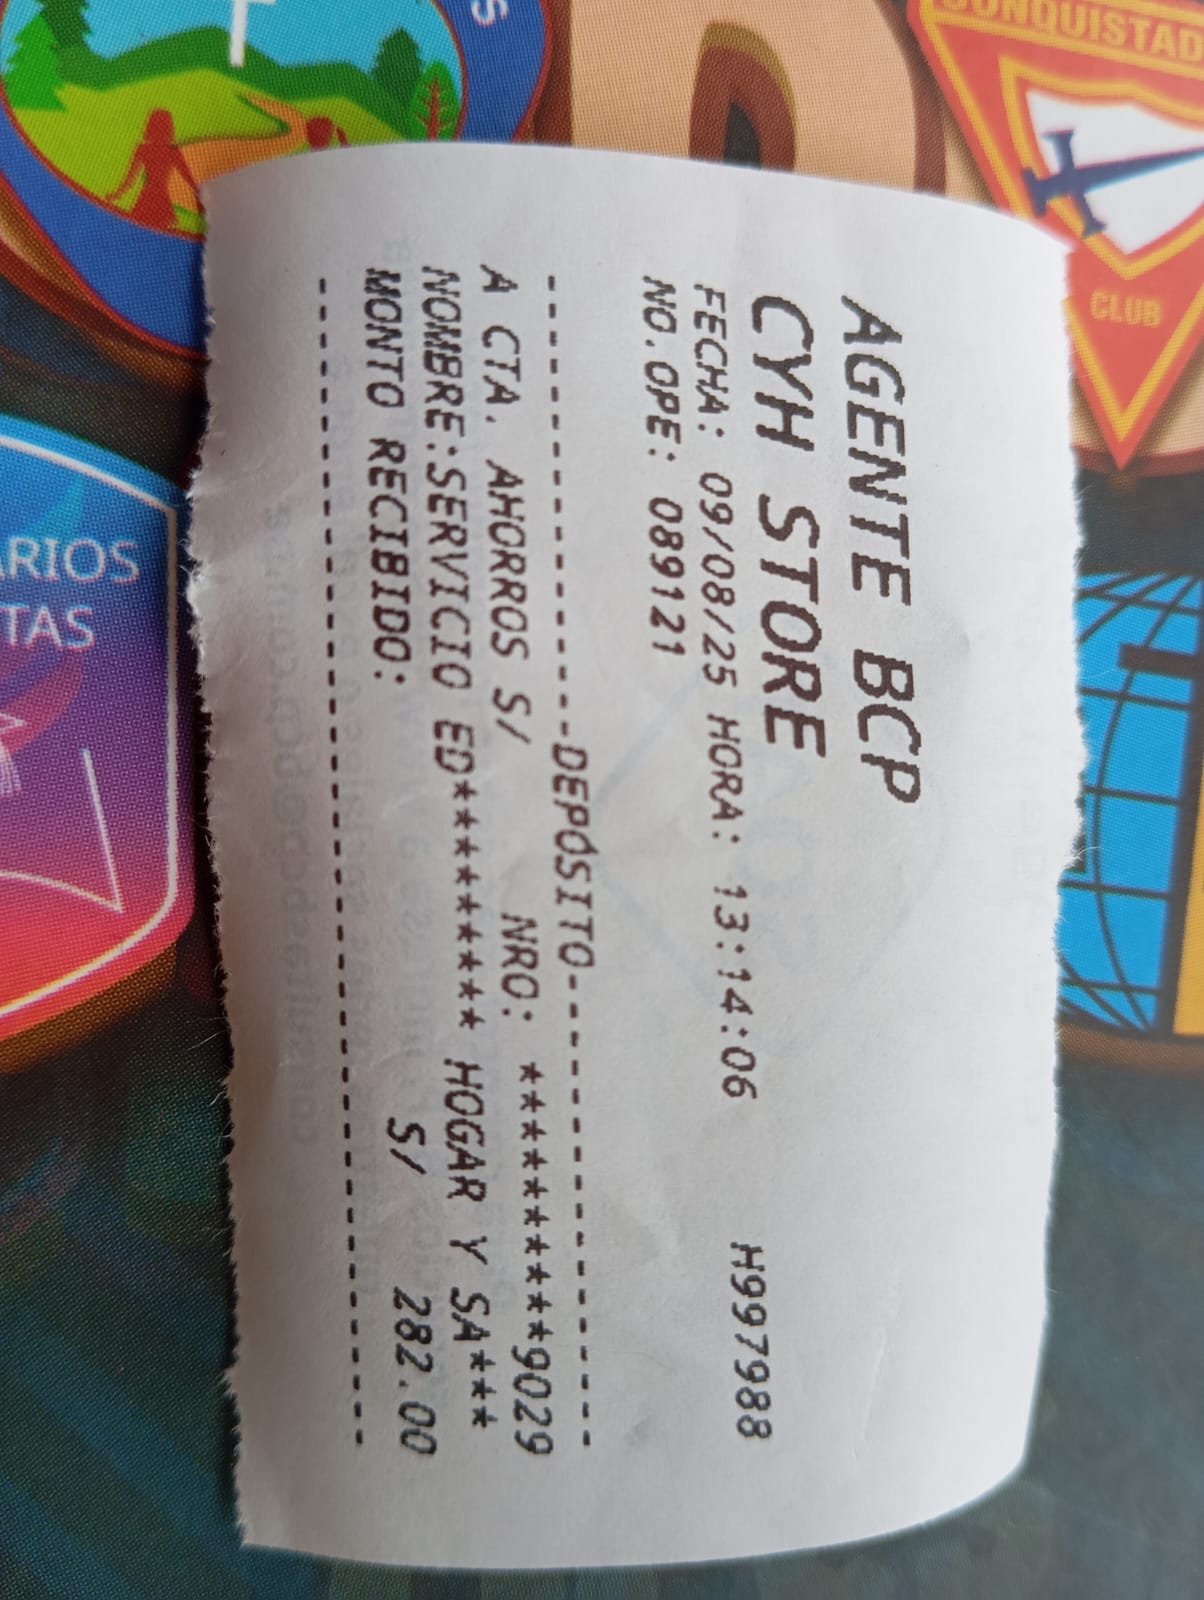 AGENTE BCP
CYH STORE
FECHA: 09/08/25 HORA: 13:14:06 H997988
NO.OPE: 089121
--------------------DEPÓSITO--------------------
A CTA. AHORROS S/ NRO: **********9029
NOMBRE:SERVICIO ED********** HOGAR Y SA***
MONTO RECIBIDO: S/ 282.00
------------------------------------------------
CONQUISTAD
CLUB
ARIOS
TAS
S